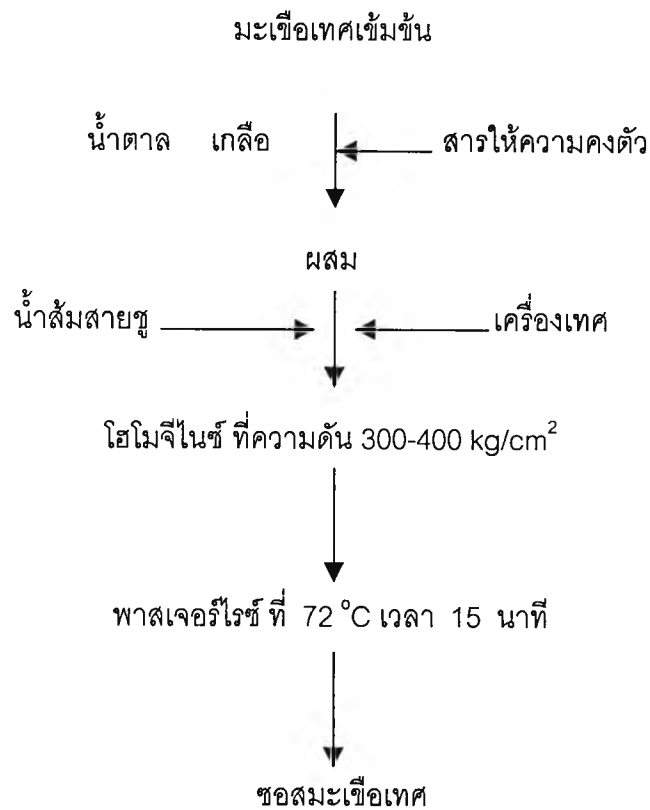 มะเขือเทศเข้มข้น
น้ำตาล เกลือ สารให้ความคงตัว
ผสม
น้ำส้มสายชู เครื่องเทศ
โฮโมจีไนซ์ ที่ความดัน 300-400 kg/cm²
พาสเจอร์ไรซ์ ที่ 72 °C เวลา 15 นาที
ซอสมะเขือเทศ